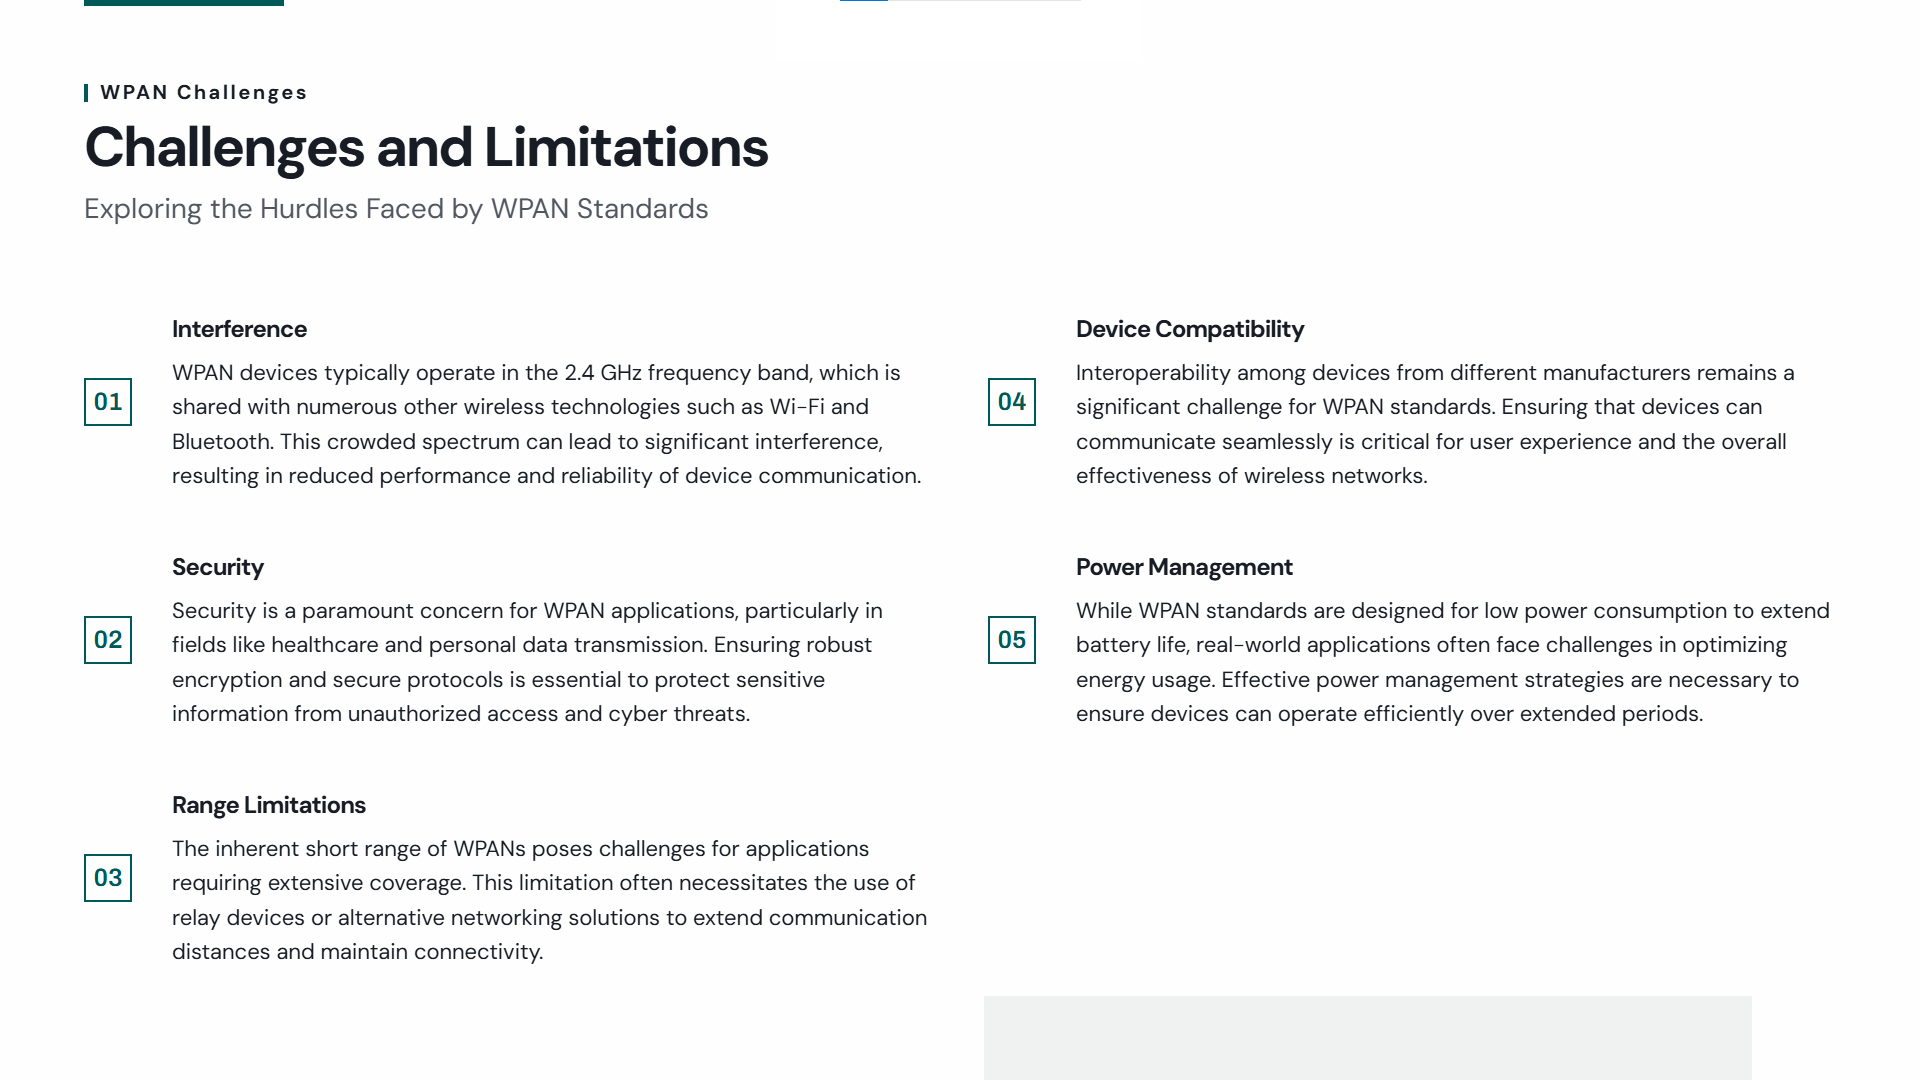 WPAN Challenges
Challenges and Limitations
Exploring the Hurdles Faced by WPAN Standards
01
Interference
WPAN devices typically operate in the 2.4 GHz frequency band, which is
shared with numerous other wireless technologies such as Wi-Fi and
Bluetooth. This crowded spectrum can lead to significant interference,
resulting in reduced performance and reliability of device communication.
02
Security
Security is a paramount concern for WPAN applications, particularly in
fields like healthcare and personal data transmission. Ensuring robust
encryption and secure protocols is essential to protect sensitive
information from unauthorized access and cyber threats.
03
Range Limitations
The inherent short range of WPANs poses challenges for applications
requiring extensive coverage. This limitation often necessitates the use of
relay devices or alternative networking solutions to extend communication
distances and maintain connectivity.
04
Device Compatibility
Interoperability among devices from different manufacturers remains a
significant challenge for WPAN standards. Ensuring that devices can
communicate seamlessly is critical for user experience and the overall
effectiveness of wireless networks.
05
Power Management
While WPAN standards are designed for low power consumption to extend
battery life, real-world applications often face challenges in optimizing
energy usage. Effective power management strategies are necessary to
ensure devices can operate efficiently over extended periods.